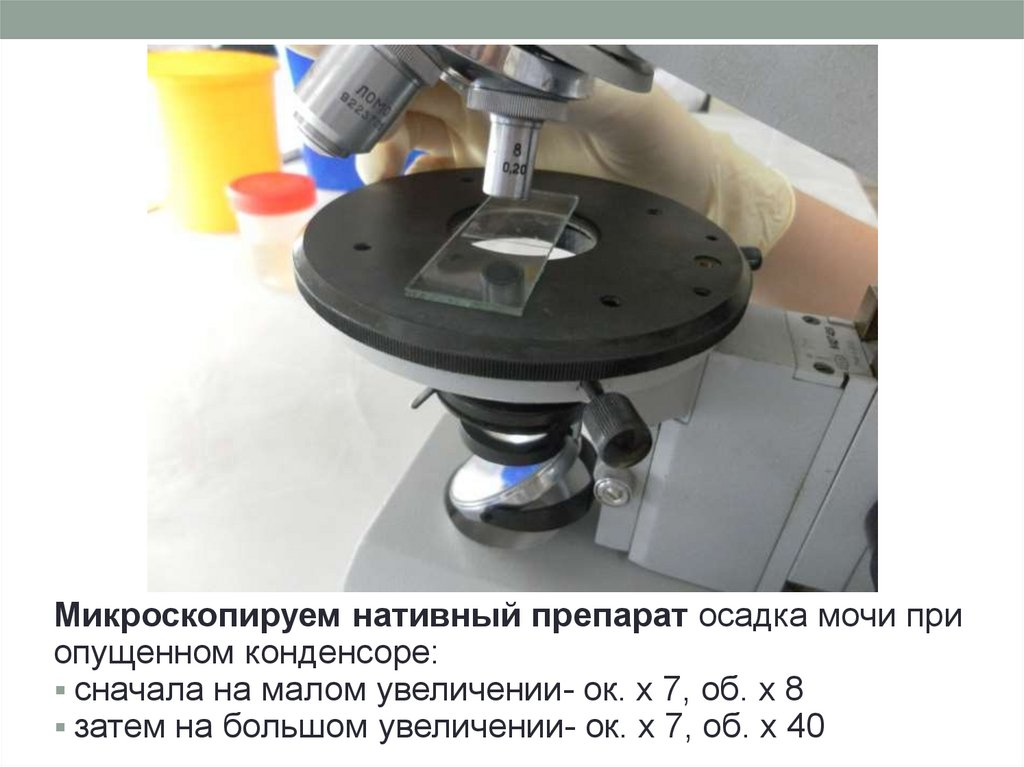 ЛОМО
8
0,20
Микроскопируем нативный препарат осадка мочи при
опущенном конденсоре:
▪ сначала на малом увеличении- ок. х 7, об. х 8
▪ затем на большом увеличении- ок. х 7, об. х 40